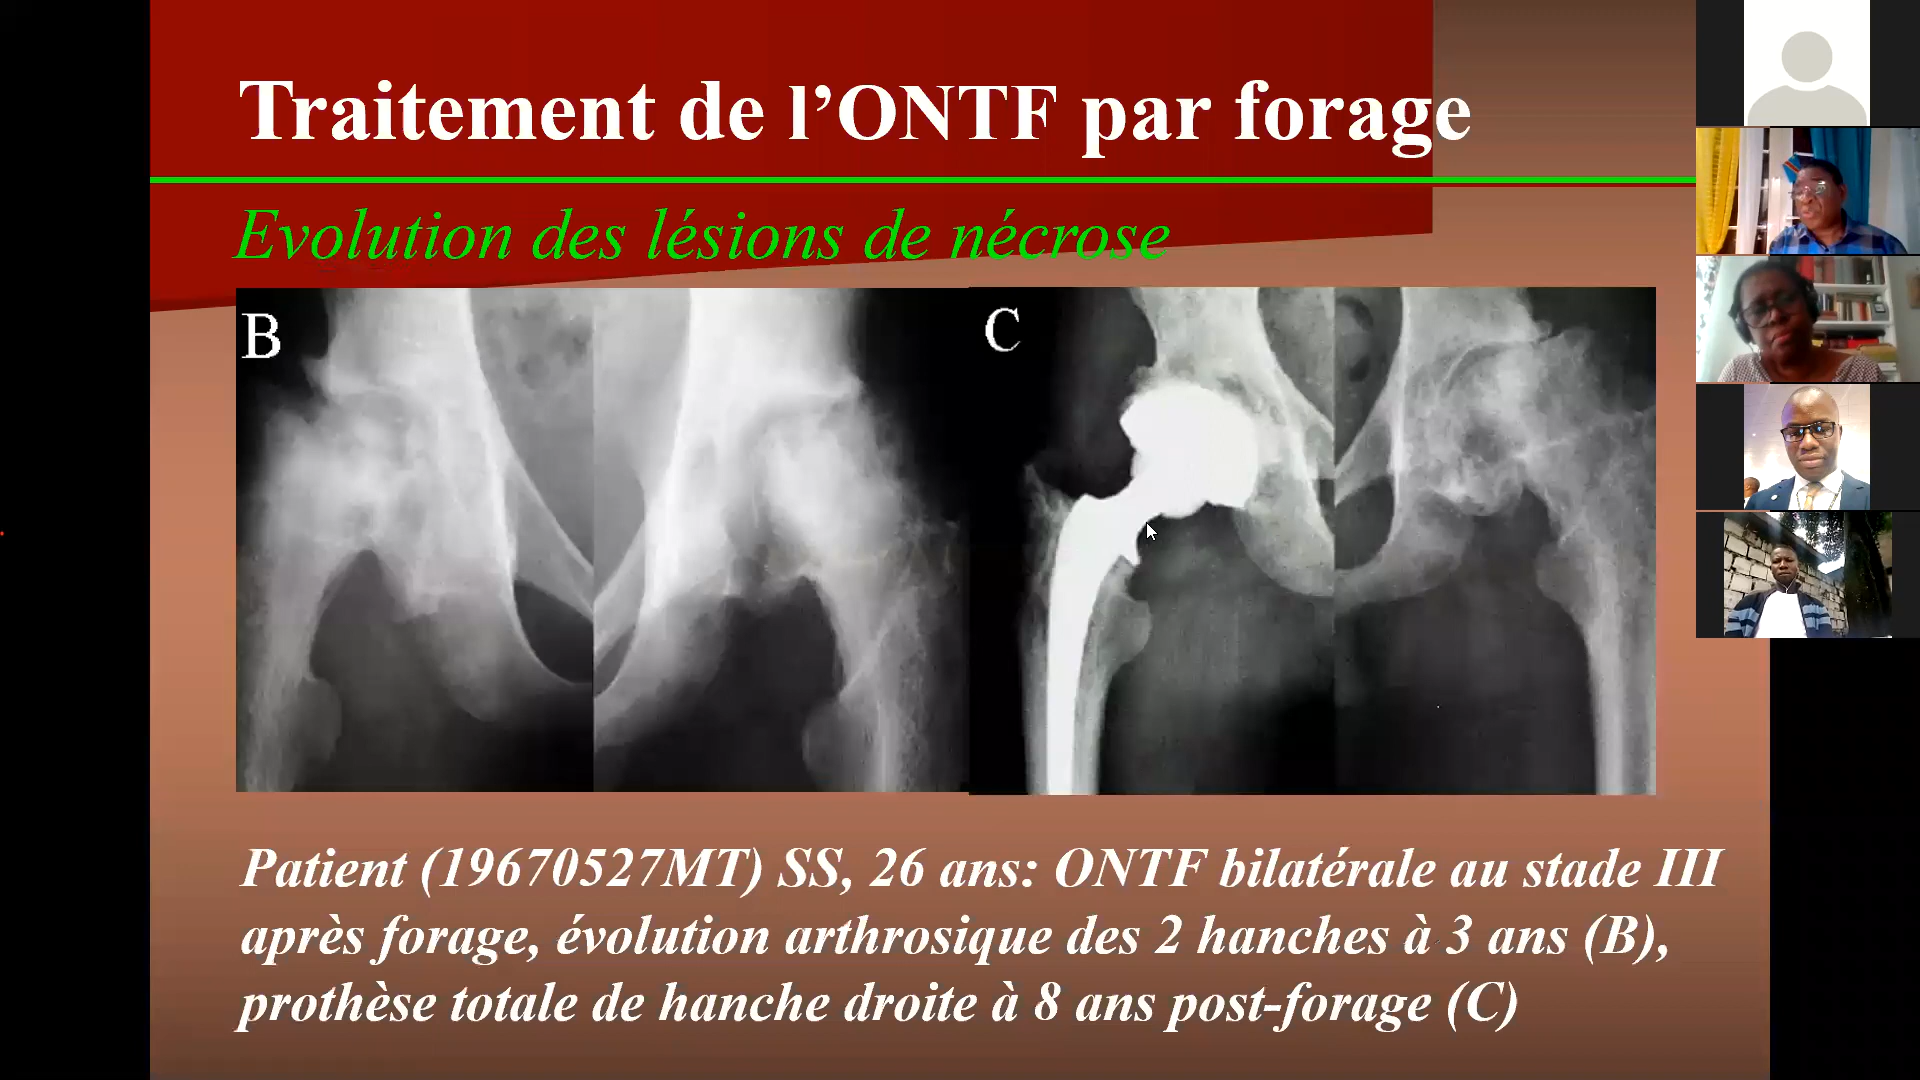 Traitement de l’ONTF par forage
Evolution des lésions de nécrose
B
C
Patient (19670527MT) SS, 26 ans: ONTF bilatérale au stade III
après forage, évolution arthrosique des 2 hanches à 3 ans (B),
prothèse totale de hanche droite à 8 ans post-forage (C)